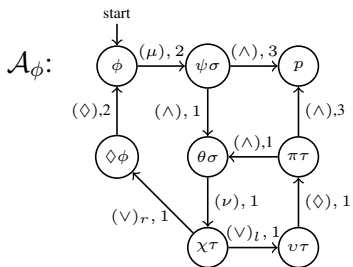 start
𝒜_ϕ:
ϕ
(μ), 2
ψσ
(∧), 3
p
(◊),2
(∧), 1
(∧),3
◊ϕ
θσ
(∧),1
πτ
(∨)_r, 1
(ν), 1
(◊), 1
χτ
(∨)_l, 1
υτ